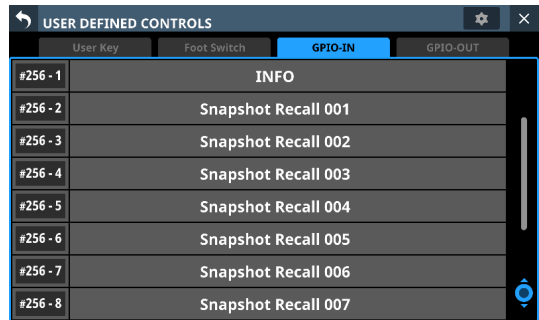 USER DEFINED CONTROLS
User Key Foot Switch GPIO-IN GPIO-OUT
#256 - 1 INFO
#256 - 2 Snapshot Recall 001
#256 - 3 Snapshot Recall 002
#256 - 4 Snapshot Recall 003
#256 - 5 Snapshot Recall 004
#256 - 6 Snapshot Recall 005
#256 - 7 Snapshot Recall 006
#256 - 8 Snapshot Recall 007